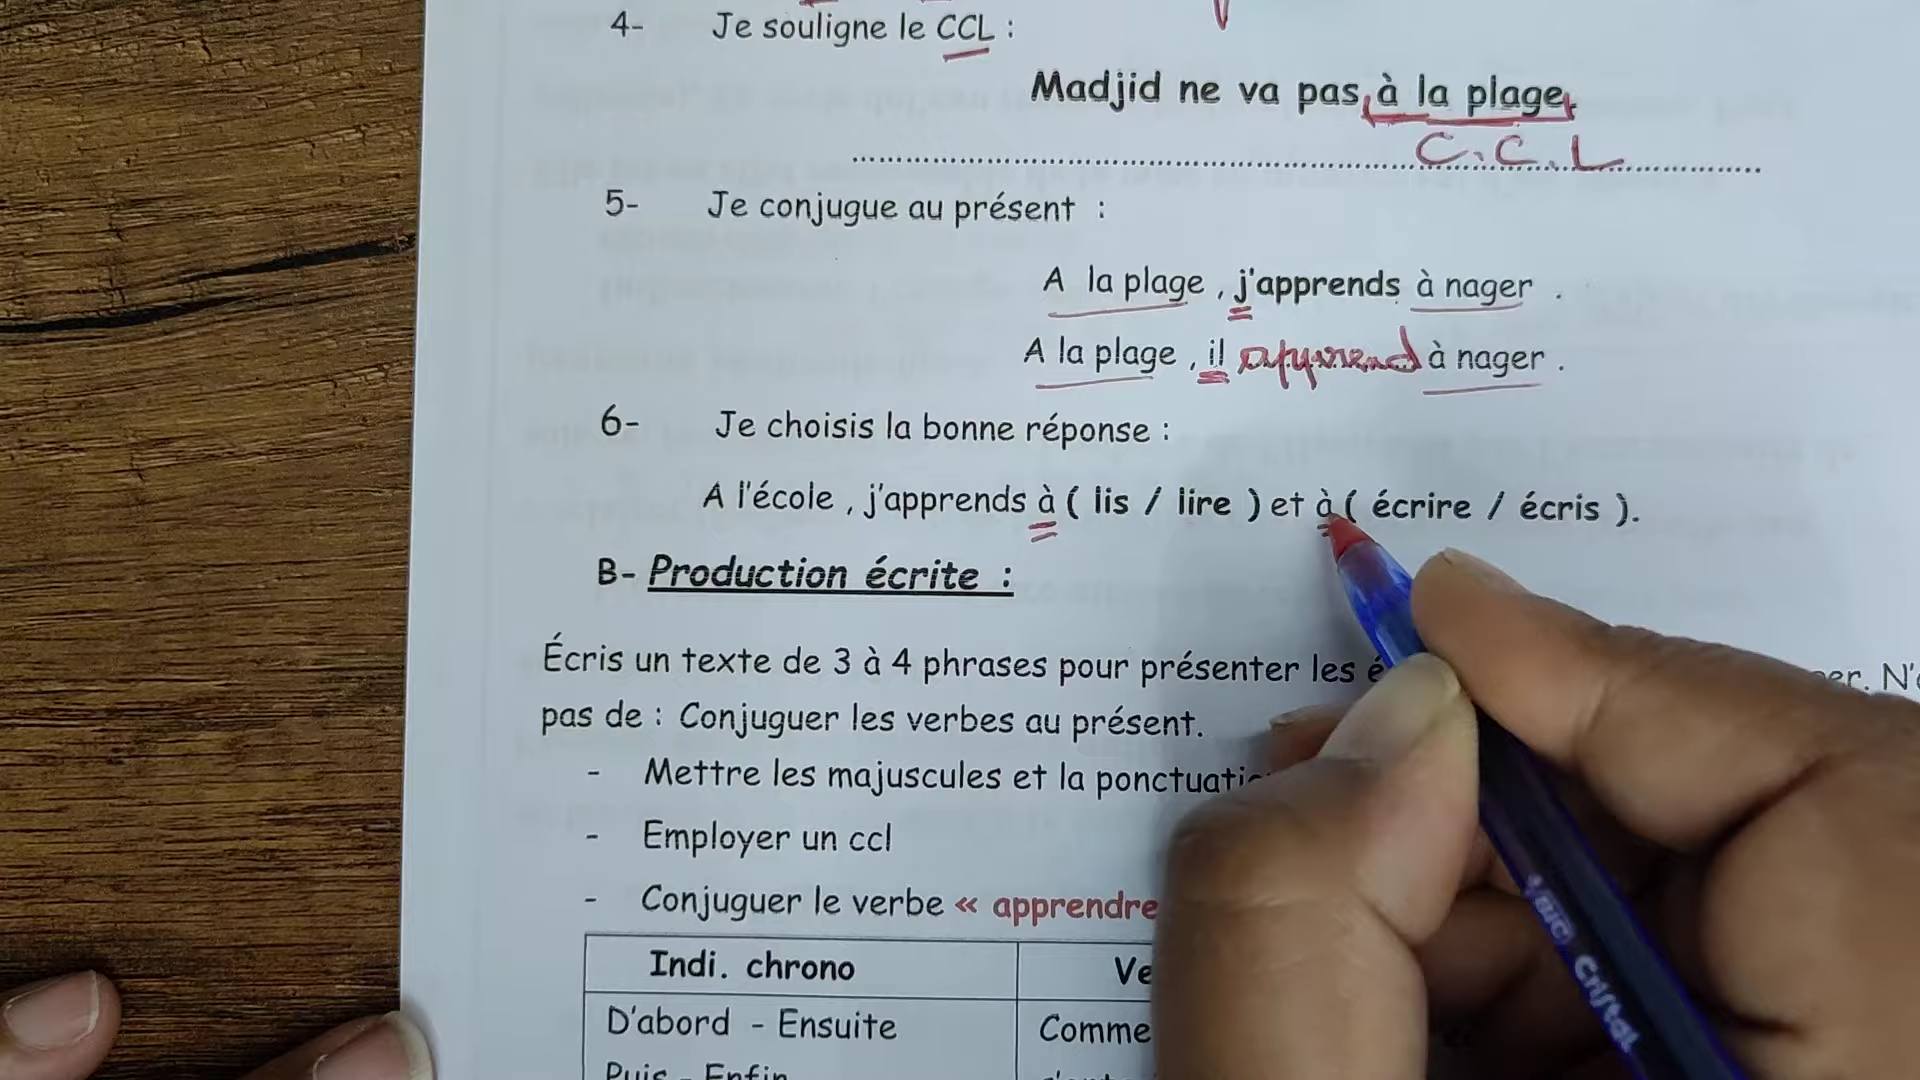 4- Je souligne le CCL :
Madjid ne va pas à la plage
C.C.L
5- Je conjugue au présent :
A la plage , j'apprends à nager .
A la plage , il apprend à nager .
6- Je choisis la bonne réponse :
A l'école , j'apprends à ( lis / lire ) et à ( écrire / écris ).
B- Production écrite :
Écris un texte de 3 à 4 phrases pour présenter les
pas de : Conjuguer les verbes au présent.
- Mettre les majuscules et la
- Employer un ccl
- Conjuguer le verbe « apprendre
Indi. chrono
D'abord - Ensuite
Puis - Enfin
BIC Cristal